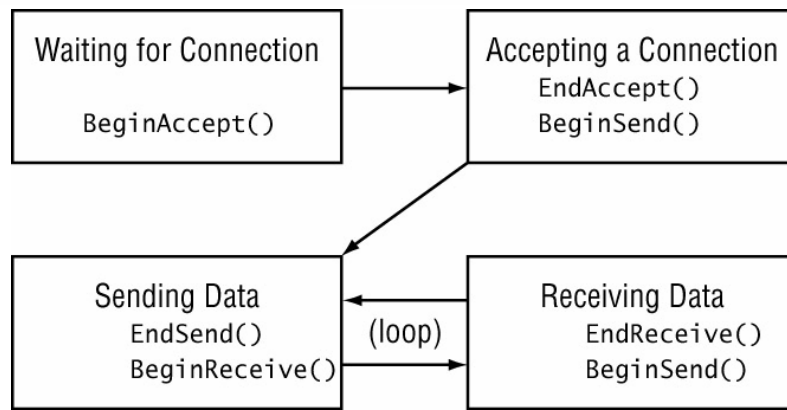 Waiting for Connection
BeginAccept()
Accepting a Connection
EndAccept()
BeginSend()
Sending Data
EndSend()
BeginReceive()
(loop)
Receiving Data
EndReceive()
BeginSend()